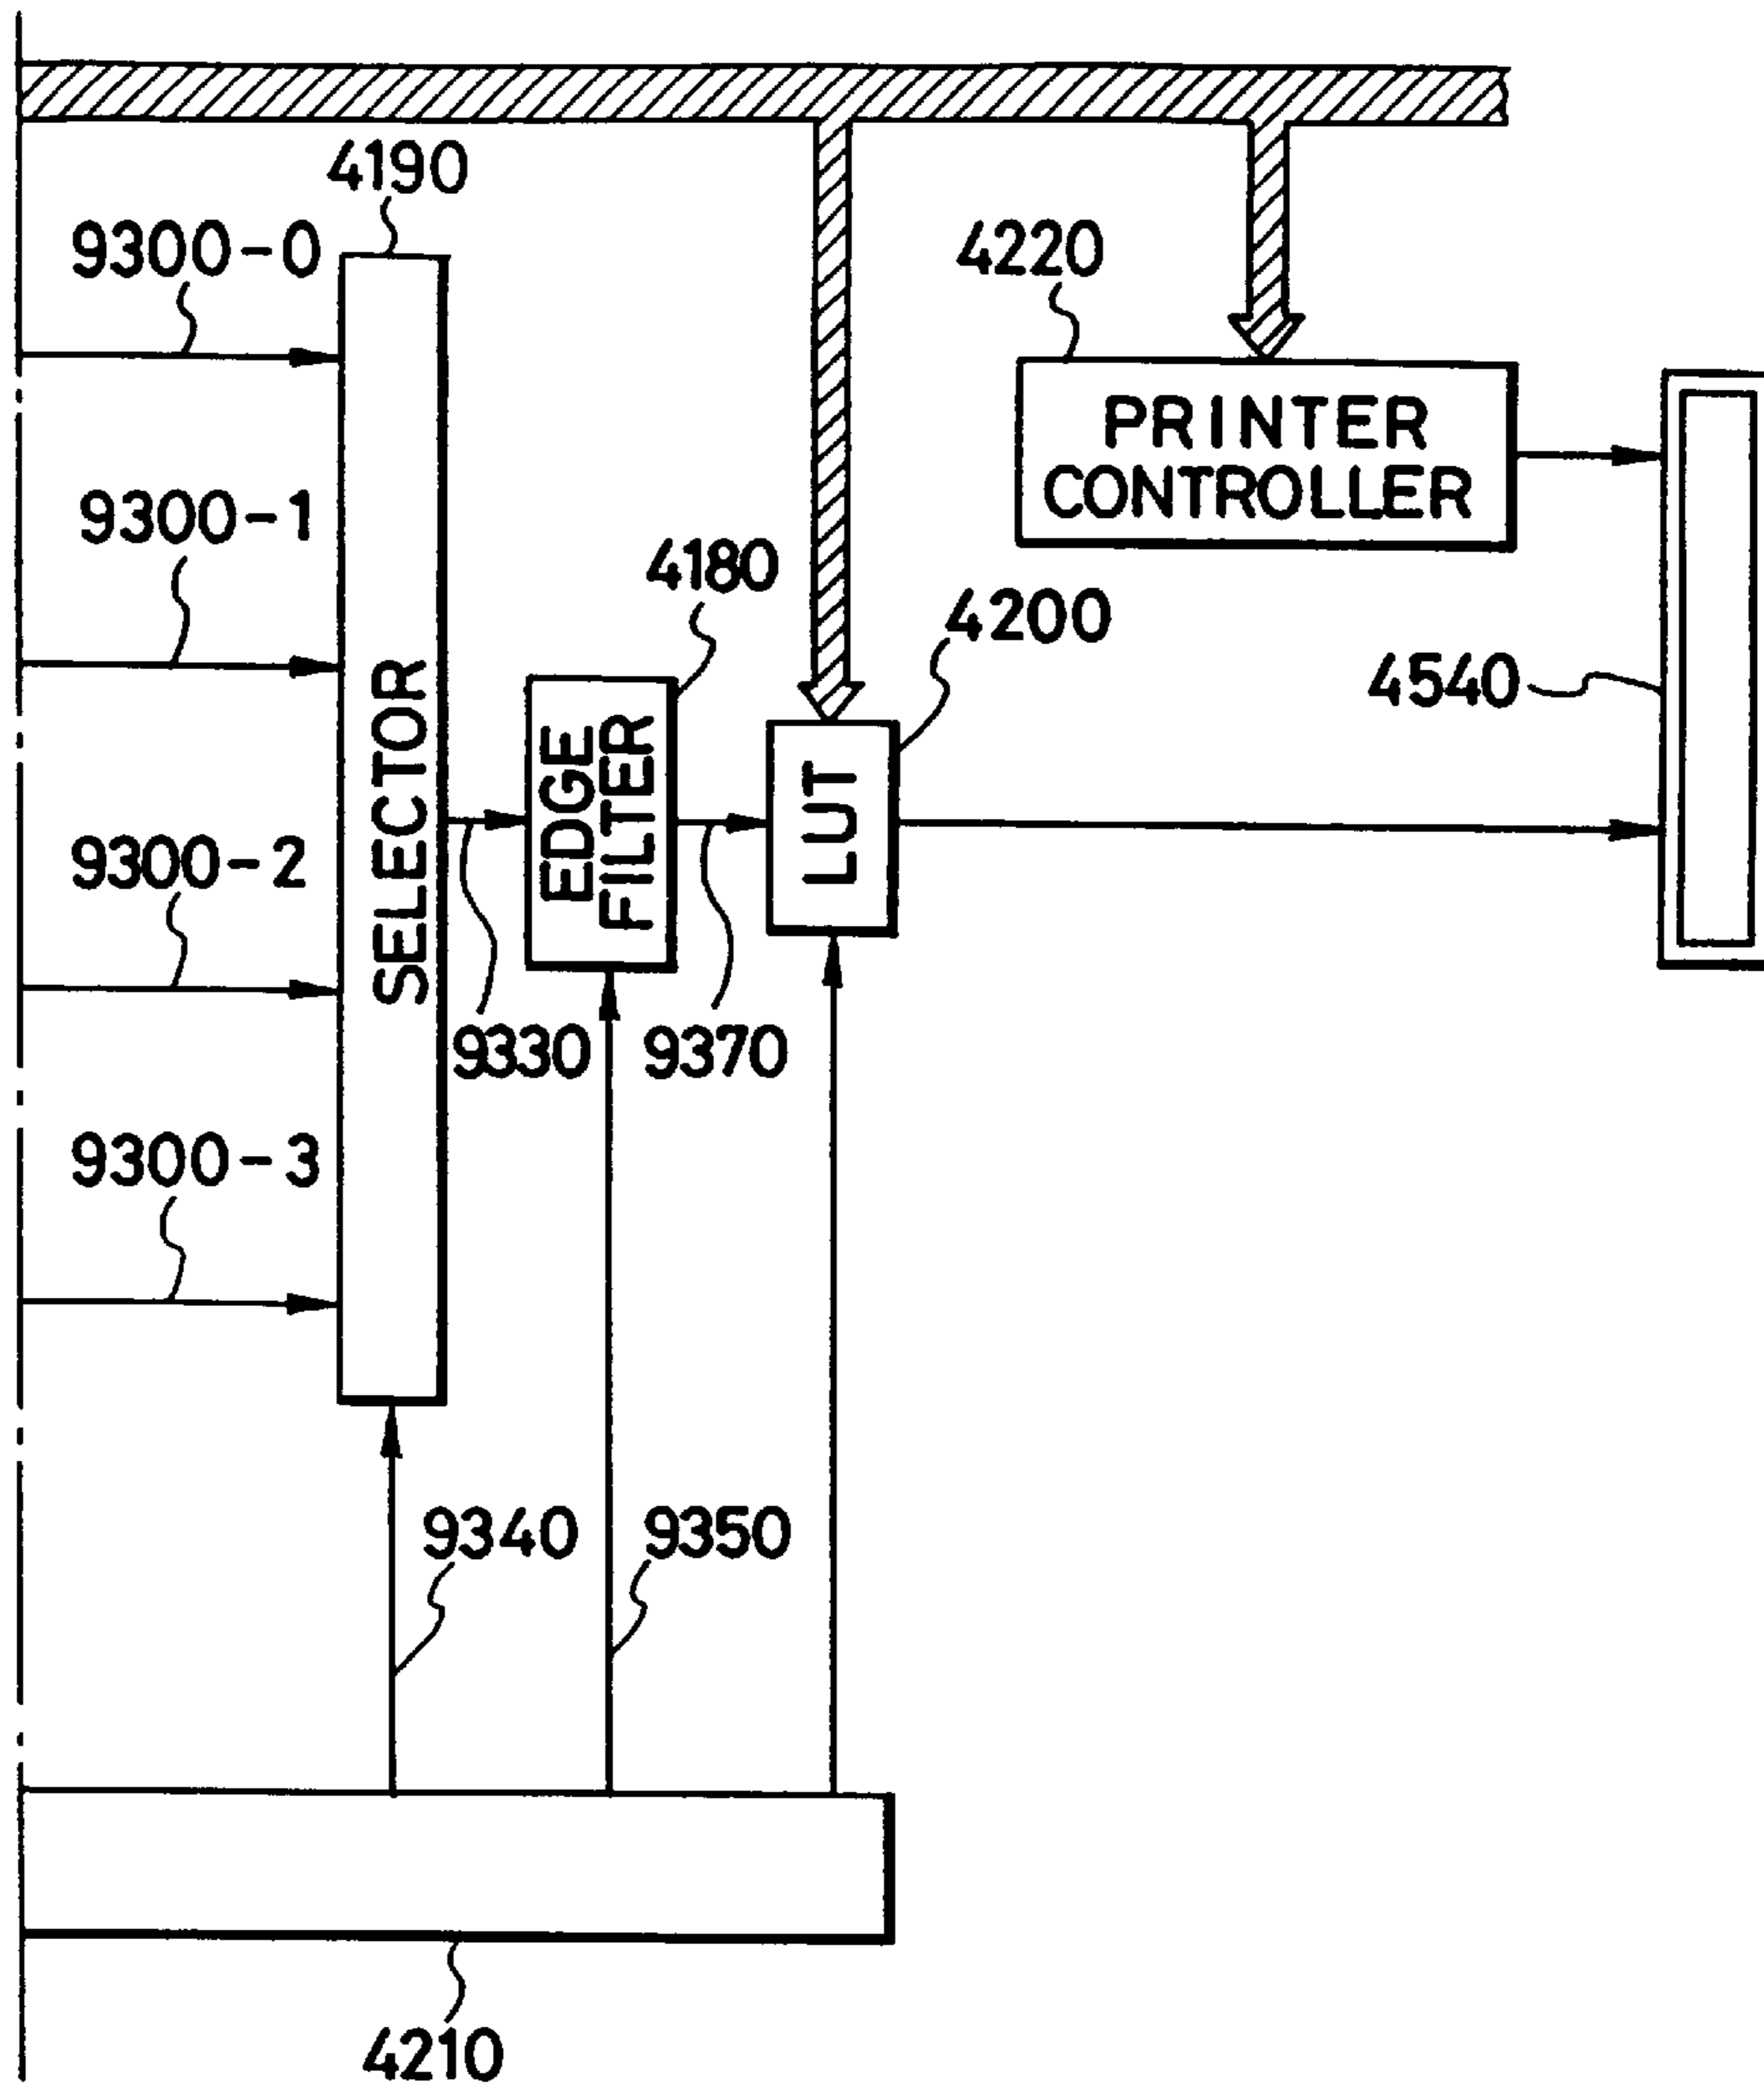 4190
9300-0
4220
PRINTER
CONTROLLER
9300-1
4180
4200
4540
SELECTOR
EDGE
FILTER
LUT
9300-2
9330
9370
9300-3
9340
9350
4210